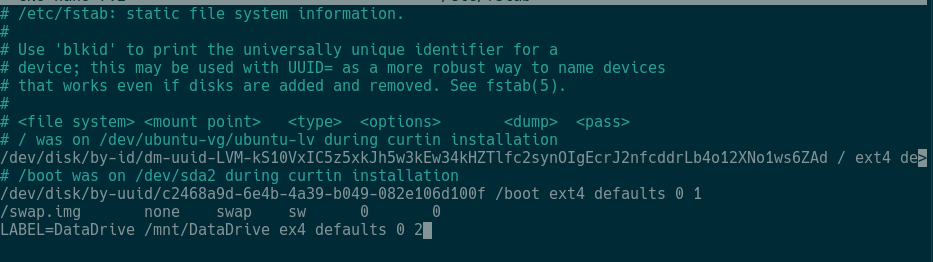 # /etc/fstab: static file system information.
#
# Use 'blkid' to print the universally unique identifier for a
# device; this may be used with UUID= as a more robust way to name devices
# that works even if disks are added and removed. See fstab(5).
#
# <file system> <mount point>   <type>  <options>       <dump>  <pass>
# / was on /dev/ubuntu-vg/ubuntu-lv during curtin installation
/dev/disk/by-id/dm-uuid-LVM-kS10VxIC5z5xkJh5w3kEw34kHZTlfc2synOIgEcrJ2nfcddrLb4o12XNo1ws6ZAd / ext4 de>
# /boot was on /dev/sda2 during curtin installation
/dev/disk/by-uuid/c2468a9d-6e4b-4a39-b049-082e106d100f /boot ext4 defaults 0 1
/swap.img       none    swap    sw      0       0
LABEL=DataDrive /mnt/DataDrive ex4 defaults 0 2